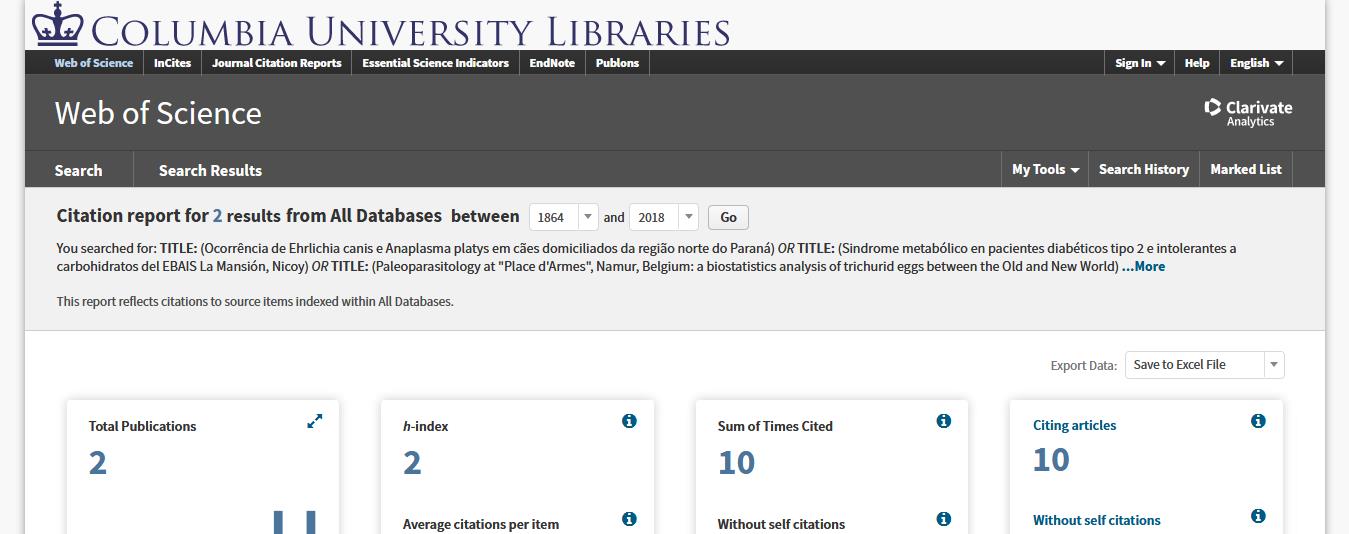 COLUMBIA UNIVERSITY LIBRARIES
Web of Science InCites Journal Citation Reports Essential Science Indicators EndNote Publons Sign In Help English
Web of Science
Clarivate
Analytics
Search Search Results My Tools Search History Marked List
Citation report for 2 results from All Databases between 1864 and 2018 Go
You searched for: TITLE: (Ocorrência de Ehrlichia canis e Anaplasma platys em cães domiciliados da região norte do Paraná) OR TITLE: (Sindrome metabólico en pacientes diabéticos tipo 2 e intolerantes a
carbohidratos del EBAIS La Mansión, Nicoy) OR TITLE: (Paleoparasitology at "Place d'Armes", Namur, Belgium: a biostatistics analysis of trichurid eggs between the Old and New World) ...More
This report reflects citations to source items indexed within All Databases.
Export Data: Save to Excel File
Total Publications
2
h-index
2
Average citations per item
Sum of Times Cited
10
Without self citations
Citing articles
10
Without self citations